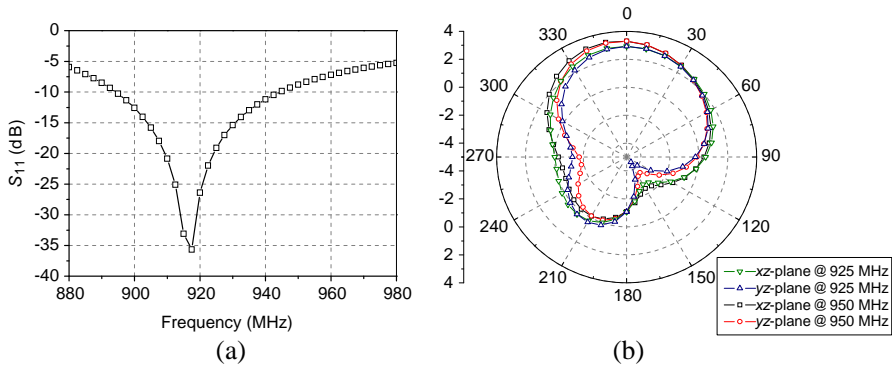 (a)
0
-5
-10
-15
-20
-25
-30
-35
-40
S11 (dB)
880 900 920 940 960 980
Frequency (MHz)
(b)
4
2
0
-2
-4
-4
-2
0
2
4
0
30
60
90
120
150
180
210
240
270
300
330
xz-plane @ 925 MHz
yz-plane @ 925 MHz
xz-plane @ 950 MHz
yz-plane @ 950 MHz
(a)
(b)